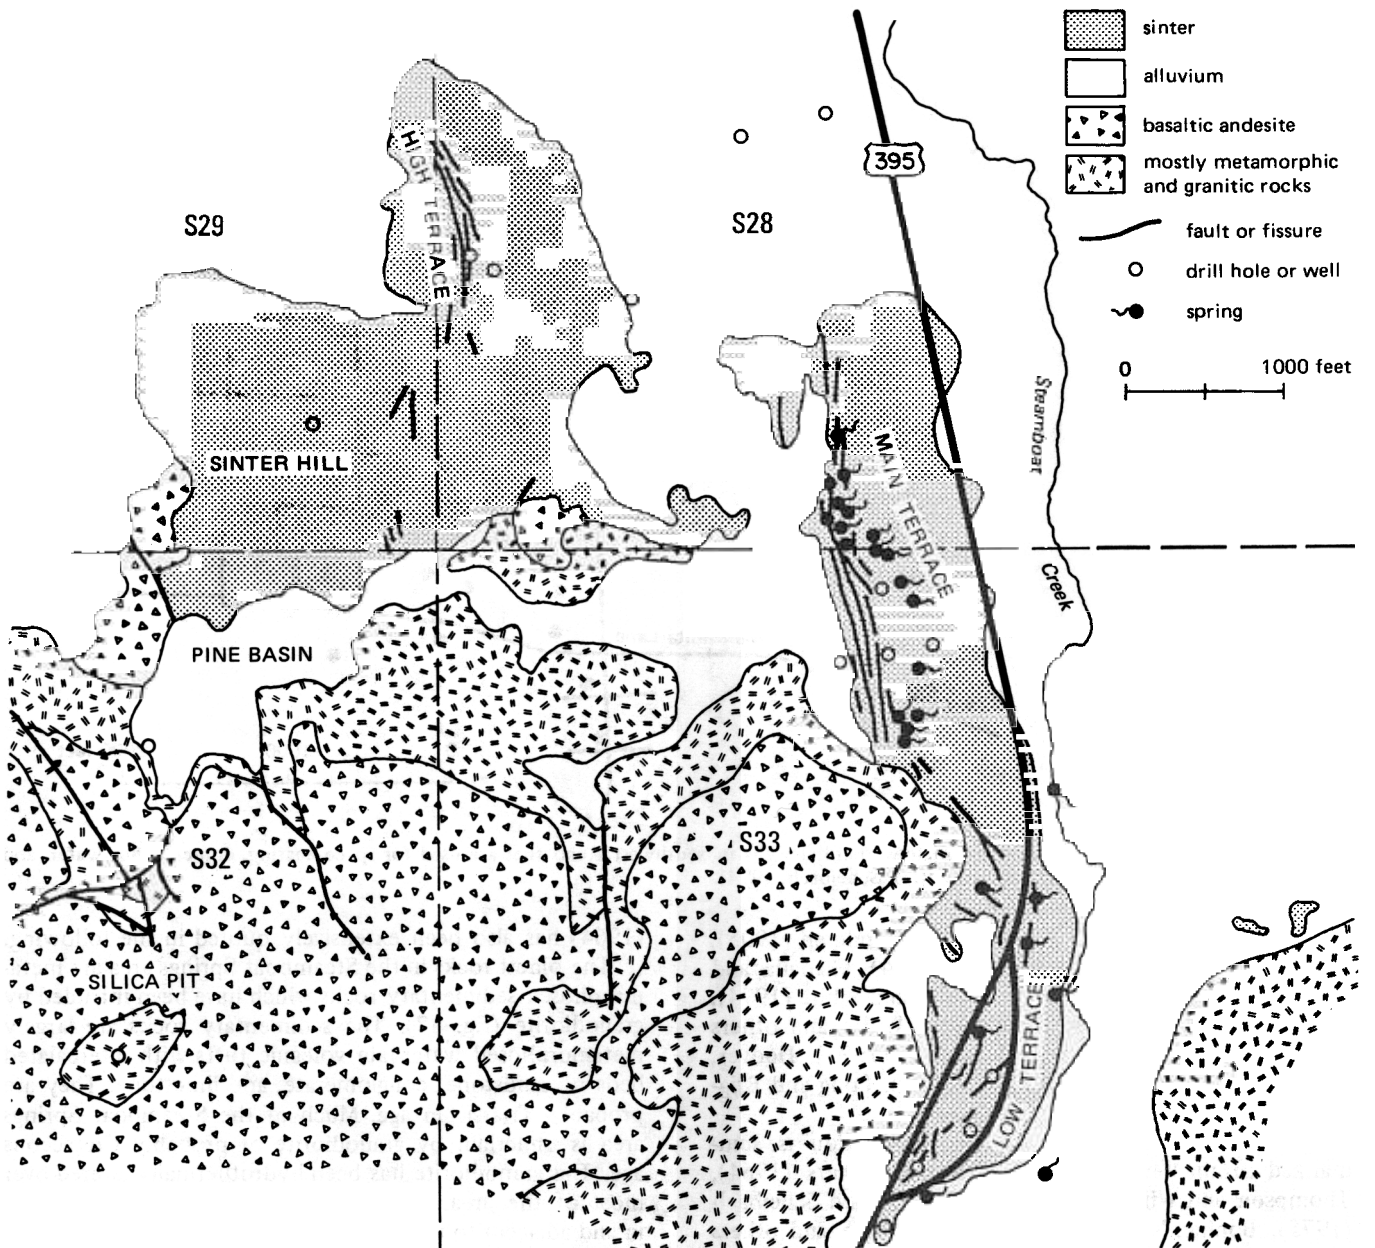 sinter
alluvium
basaltic andesite
mostly metamorphic
and granitic rocks
fault or fissure
drill hole or well
spring
0 1000 feet
395
HIGH TERRACE
S29
S28
Steamboat
Creek
SINTER HILL
MAIN TERRACE
PINE BASIN
S32
S33
SILICA PIT
LOW TERRACE